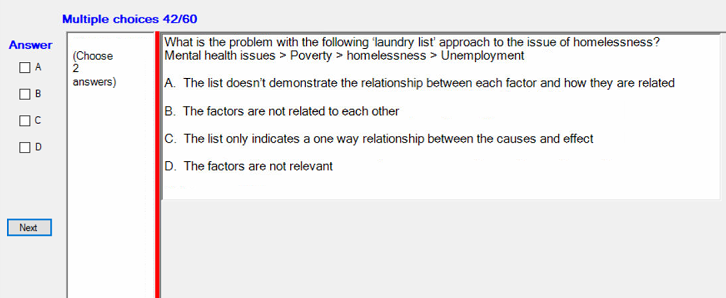 Multiple choices 42/60
Answer
A
B
C
D
(Choose
2
answers)
What is the problem with the following ‘laundry list’ approach to the issue of homelessness?
Mental health issues > Poverty > homelessness > Unemployment
A. The list doesn’t demonstrate the relationship between each factor and how they are related
B. The factors are not related to each other
C. The list only indicates a one way relationship between the causes and effect
D. The factors are not relevant
Next